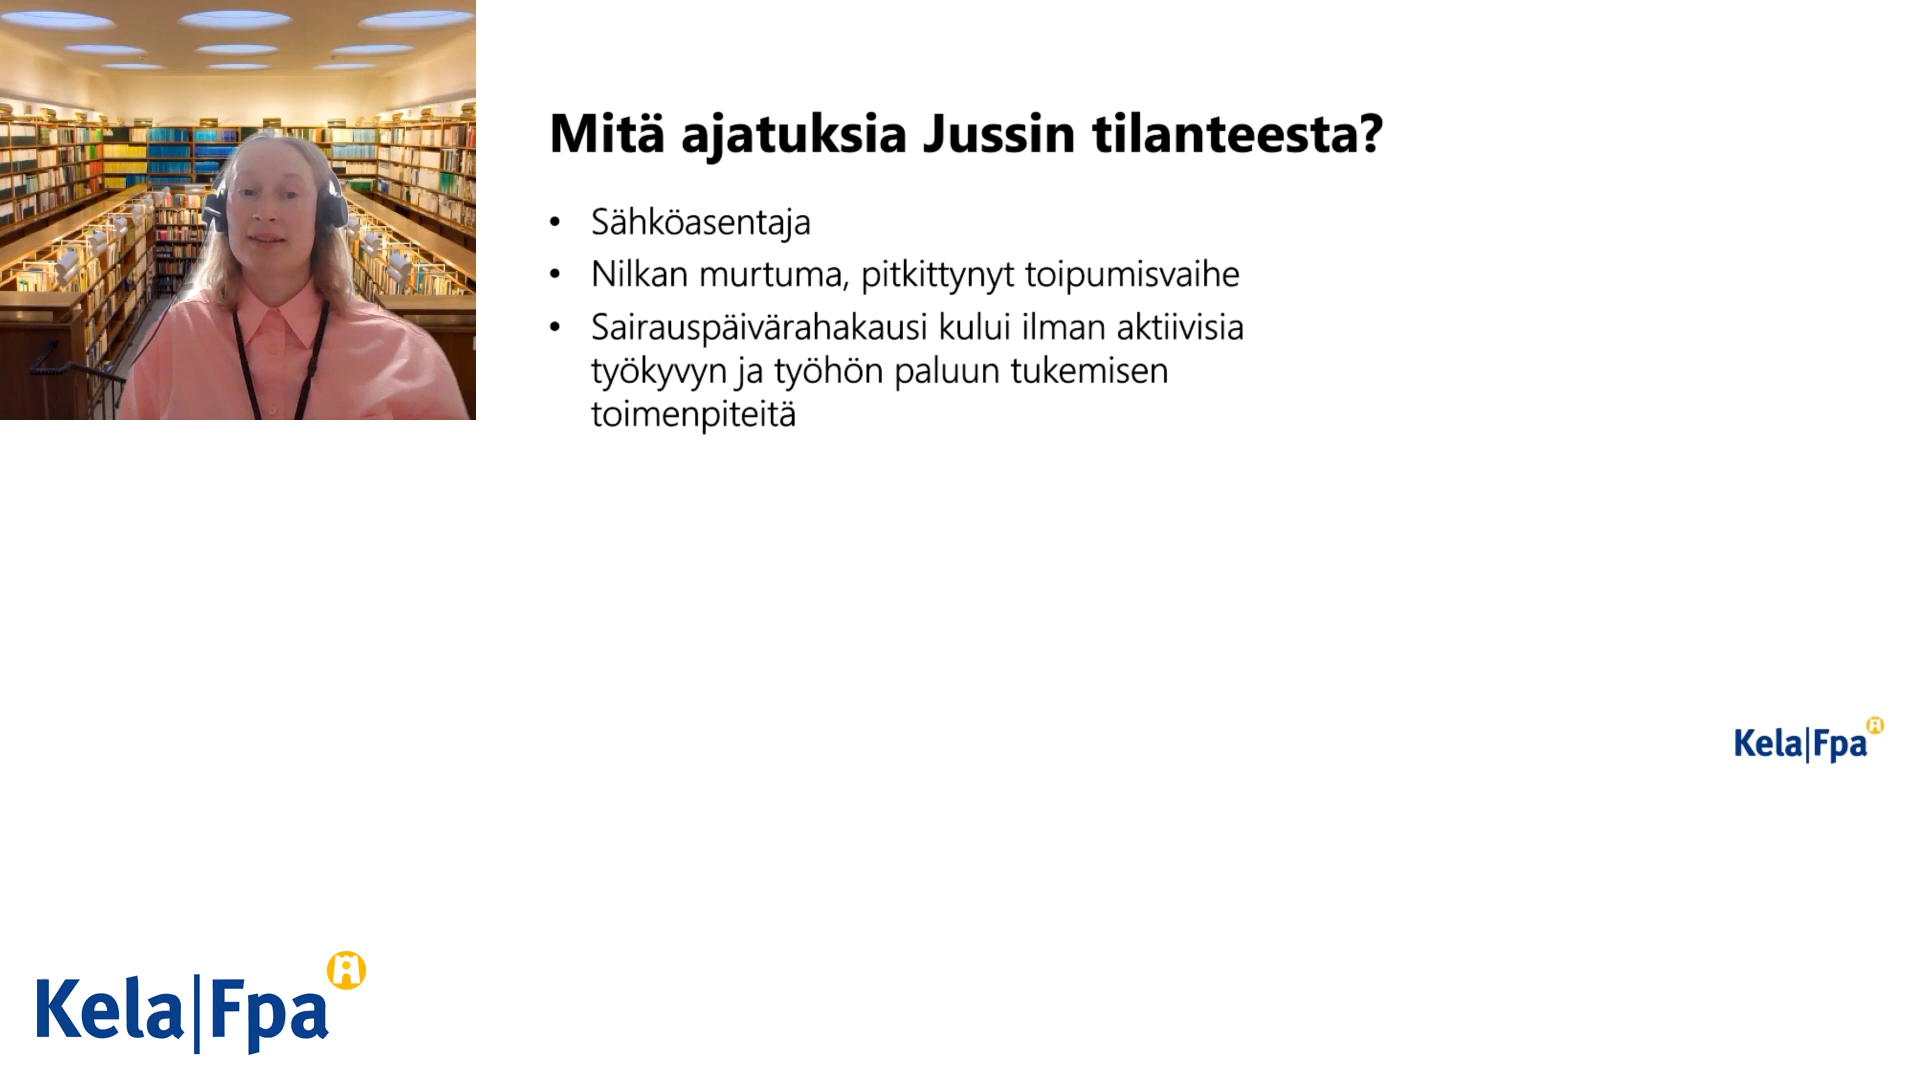 Mitä ajatuksia Jussin tilanteesta?
• Sähköasentaja
• Nilkan murtuma, pitkittynyt toipumisvaihe
• Sairauspäivärahakausi kului ilman aktiivisia
työkyvyn ja työhön paluun tukemisen
toimenpiteitä
Kela|Fpa
Kela|Fpa